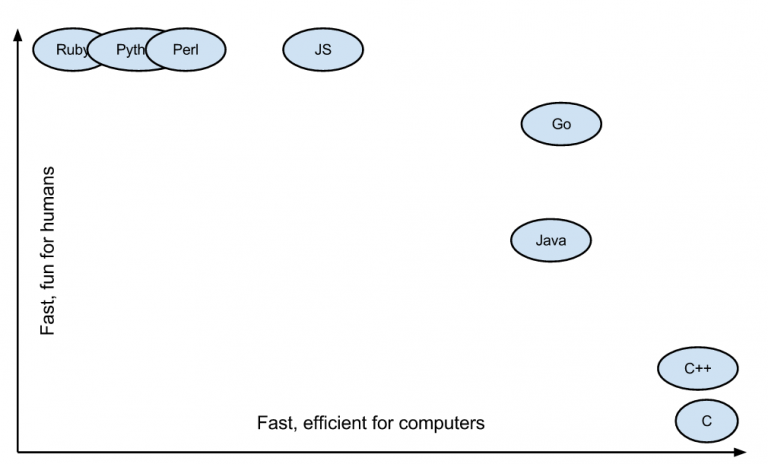 Ruby
Pyth
Perl
JS
Go
Java
Fast, fun for humans
C++
C
Fast, efficient for computers